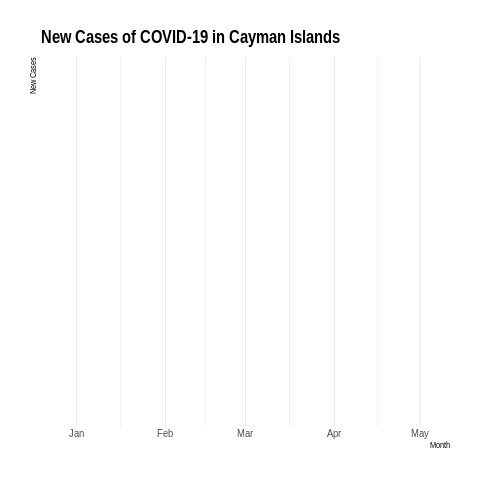 New Cases of COVID-19 in Cayman Islands
New Cases
Jan Feb Mar Apr May
Month